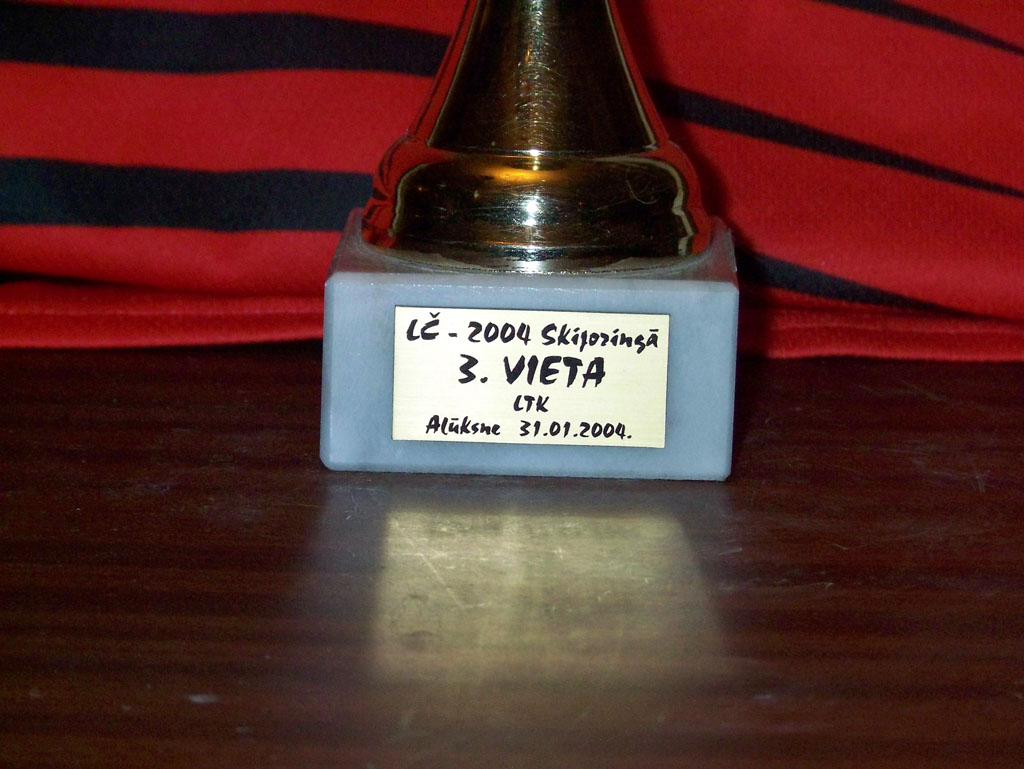 LČ - 2004 Skijoringā
3. VIETA
LTK
Alūksne 31.01.2004.